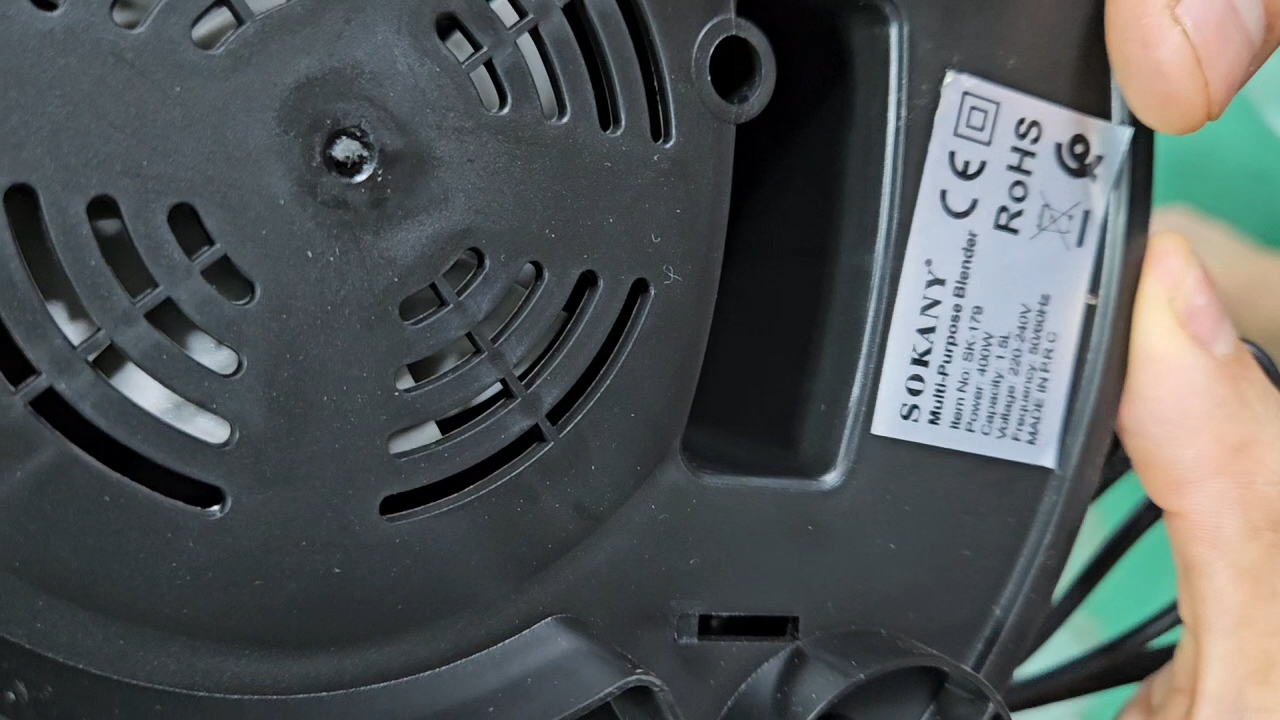 SOKANY®
Multi-Purpose Blender
Item No: SK-179
Power: 400W
Capacity: 1.5L
Voltage: 220-240V
Frequency: 50/60Hz
MADE IN P.R.C
CE
RoHS